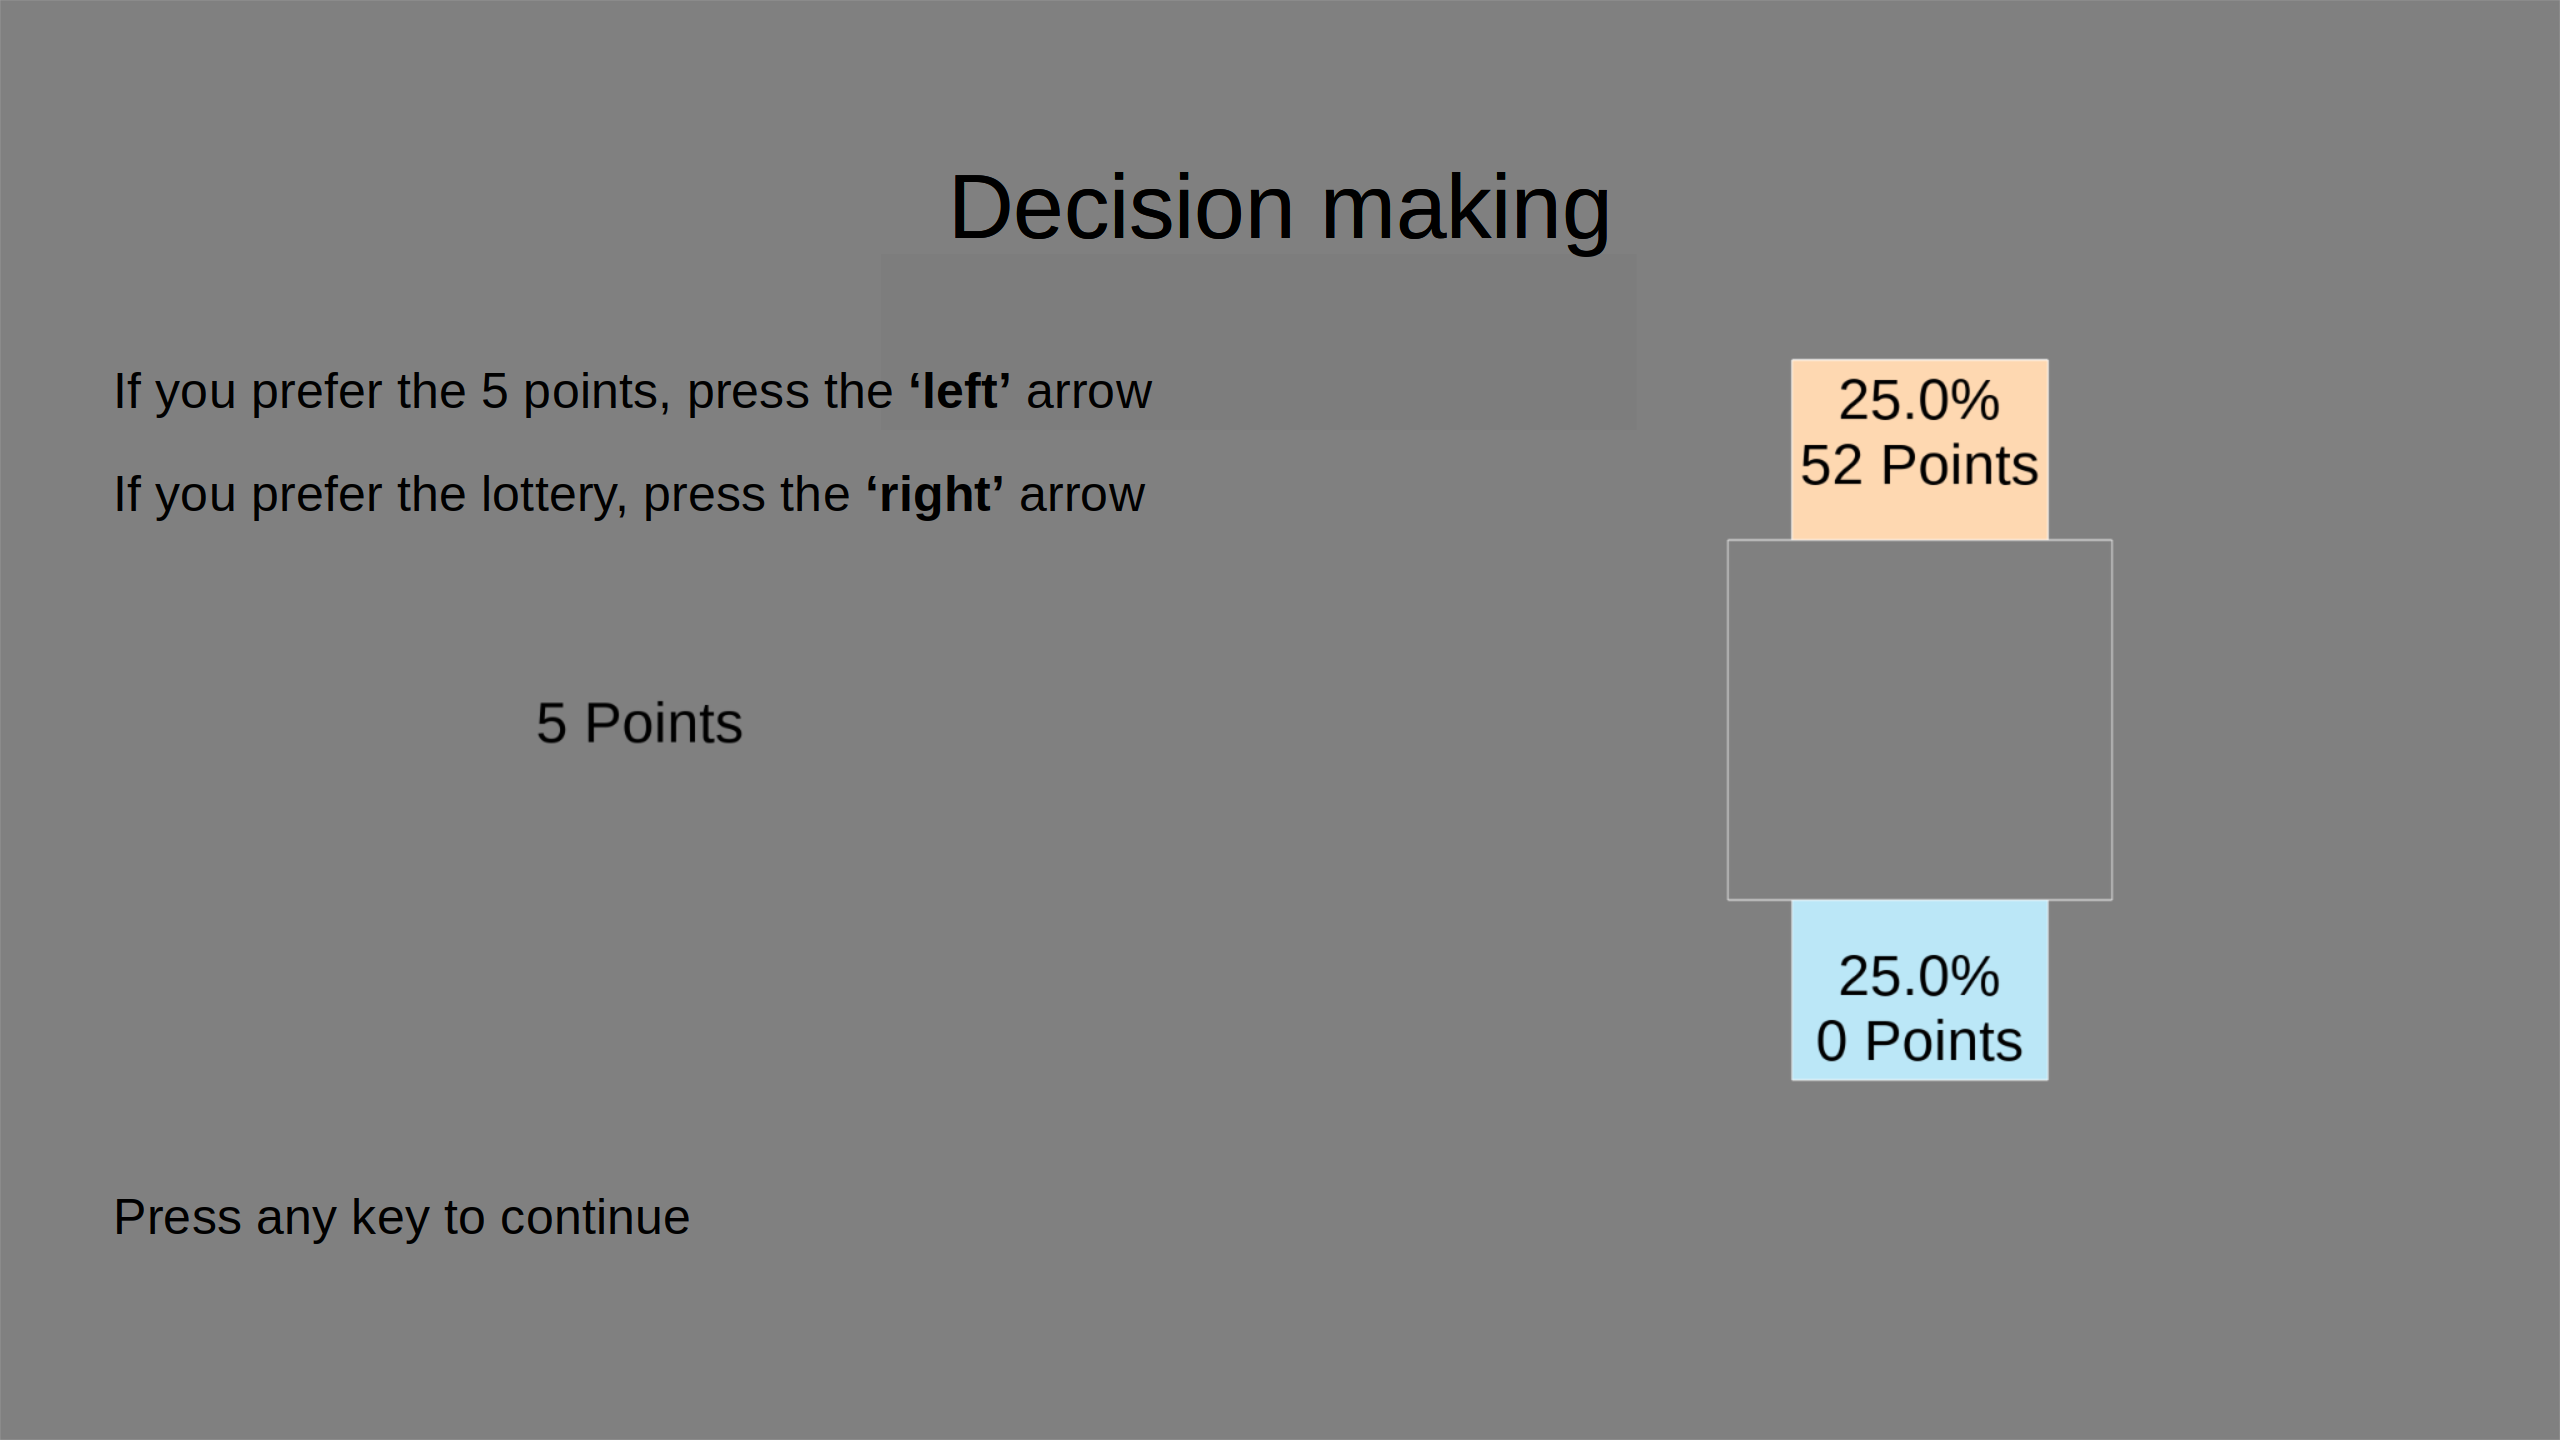 Decision making
If you prefer the 5 points, press the ‘left’ arrow
If you prefer the lottery, press the ‘right’ arrow
5 Points
25.0%
52 Points
25.0%
0 Points
Press any key to continue